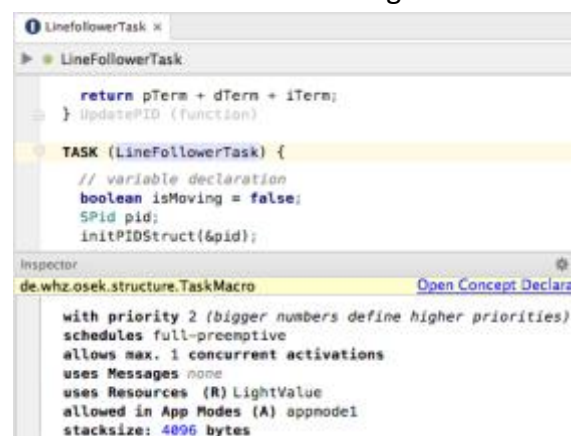 LinefollowerTask ×
LineFollowerTask
return pTerm + dTerm + iTerm;
} UpdatePID (function)
TASK (LineFollowerTask) {
// variable declaration
boolean isMoving = false;
SPid pid;
initPIDStruct(&pid);
Inspector
de.whz.osek.structure.TaskMacro Open Concept Declara
with priority 2 (bigger numbers define higher priorities)
schedules full-preemptive
allows max. 1 concurrent activations
uses Messages none
uses Resources (R) LightValue
allowed in App Modes (A) appmode1
stacksize: 4096 bytes